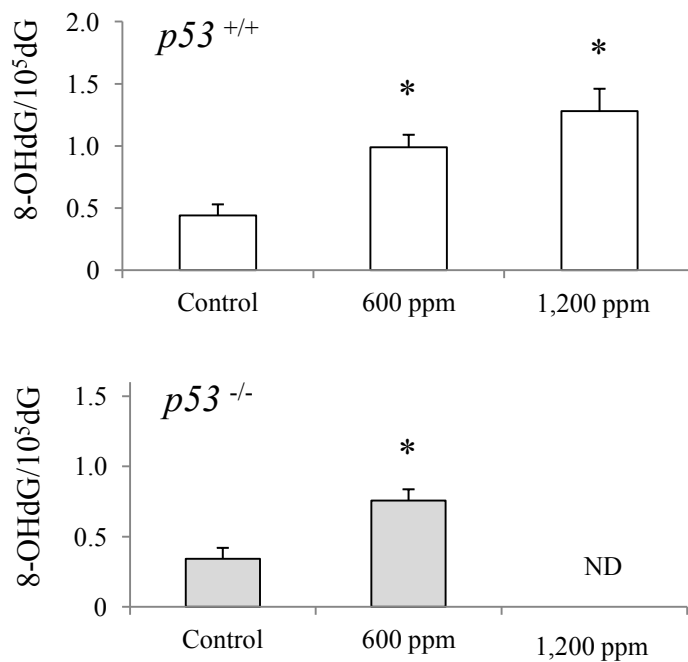 8-OHdG/10⁵dG
2.0
1.5
1.0
0.5
0
p53 +/+
*
*
Control
600 ppm
1,200 ppm
8-OHdG/10⁵dG
1.5
1.0
0.5
0
p53 -/-
*
ND
Control
600 ppm
1,200 ppm